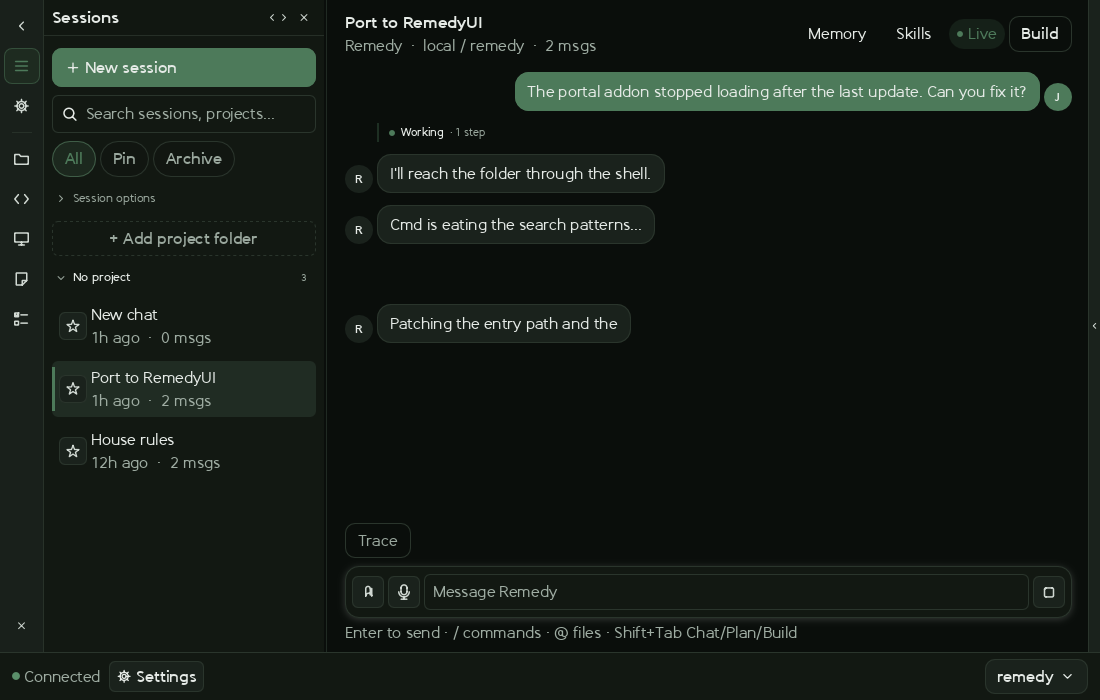 Sessions
+ New session
Search sessions, projects...
All
Pin
Archive
Session options
+ Add project folder
No project
3
New chat
1h ago · 0 msgs
Port to RemedyUI
1h ago · 2 msgs
House rules
12h ago · 2 msgs
Port to RemedyUI
Remedy · local / remedy · 2 msgs
Memory
Skills
Live
Build
The portal addon stopped loading after the last update. Can you fix it?
J
Working · 1 step
R
I'll reach the folder through the shell.
R
Cmd is eating the search patterns...
R
Patching the entry path and the
Trace
Message Remedy
Enter to send · / commands · @ files · Shift+Tab Chat/Plan/Build
Connected
Settings
remedy